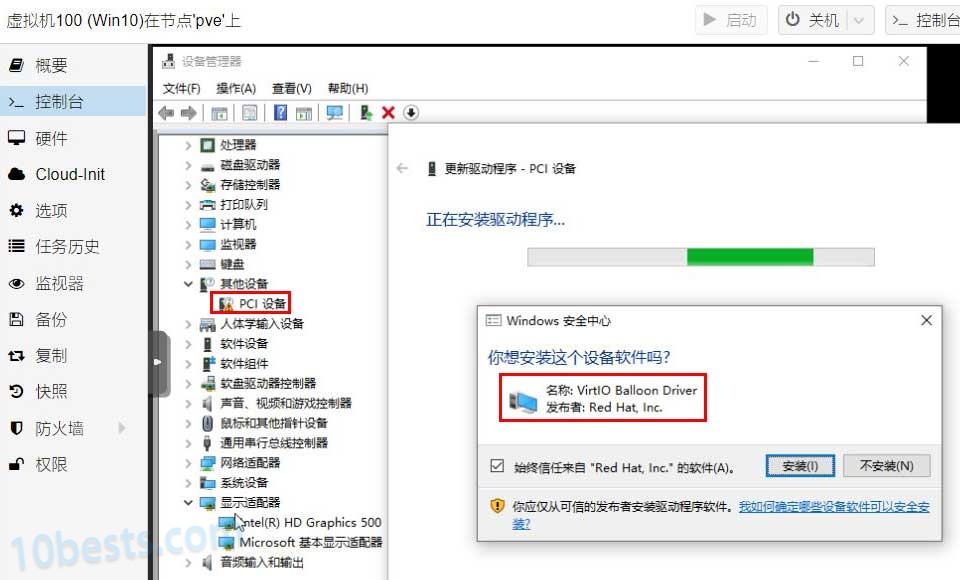 虚拟机100 (Win10)在节点'pve'上
启动
关机
控制台
概要
控制台
硬件
Cloud-Init
选项
任务历史
监视器
备份
复制
快照
防火墙
权限
设备管理器
文件(F) 操作(A) 查看(V) 帮助(H)
处理器
磁盘驱动器
存储控制器
打印队列
计算机
监视器
键盘
其他设备
PCI 设备
人体学输入设备
软件设备
软件组件
软盘驱动器控制器
声音、视频和游戏控制器
鼠标和其他指针设备
通用串行总线控制器
网络适配器
系统设备
显示适配器
Intel(R) HD Graphics 500
Microsoft 基本显示适配器
音频输入和输出
更新驱动程序 - PCI 设备
正在安装驱动程序...
Windows 安全中心
你想安装这个设备软件吗?
名称: VirtIO Balloon Driver
发布者: Red Hat, Inc.
始终信任来自 "Red Hat, Inc." 的软件(A)。
安装(I)
不安装(N)
你应仅从可信的发布者安装驱动程序软件。我如何确定哪些设备软件可以安全安
装?
10bests.com